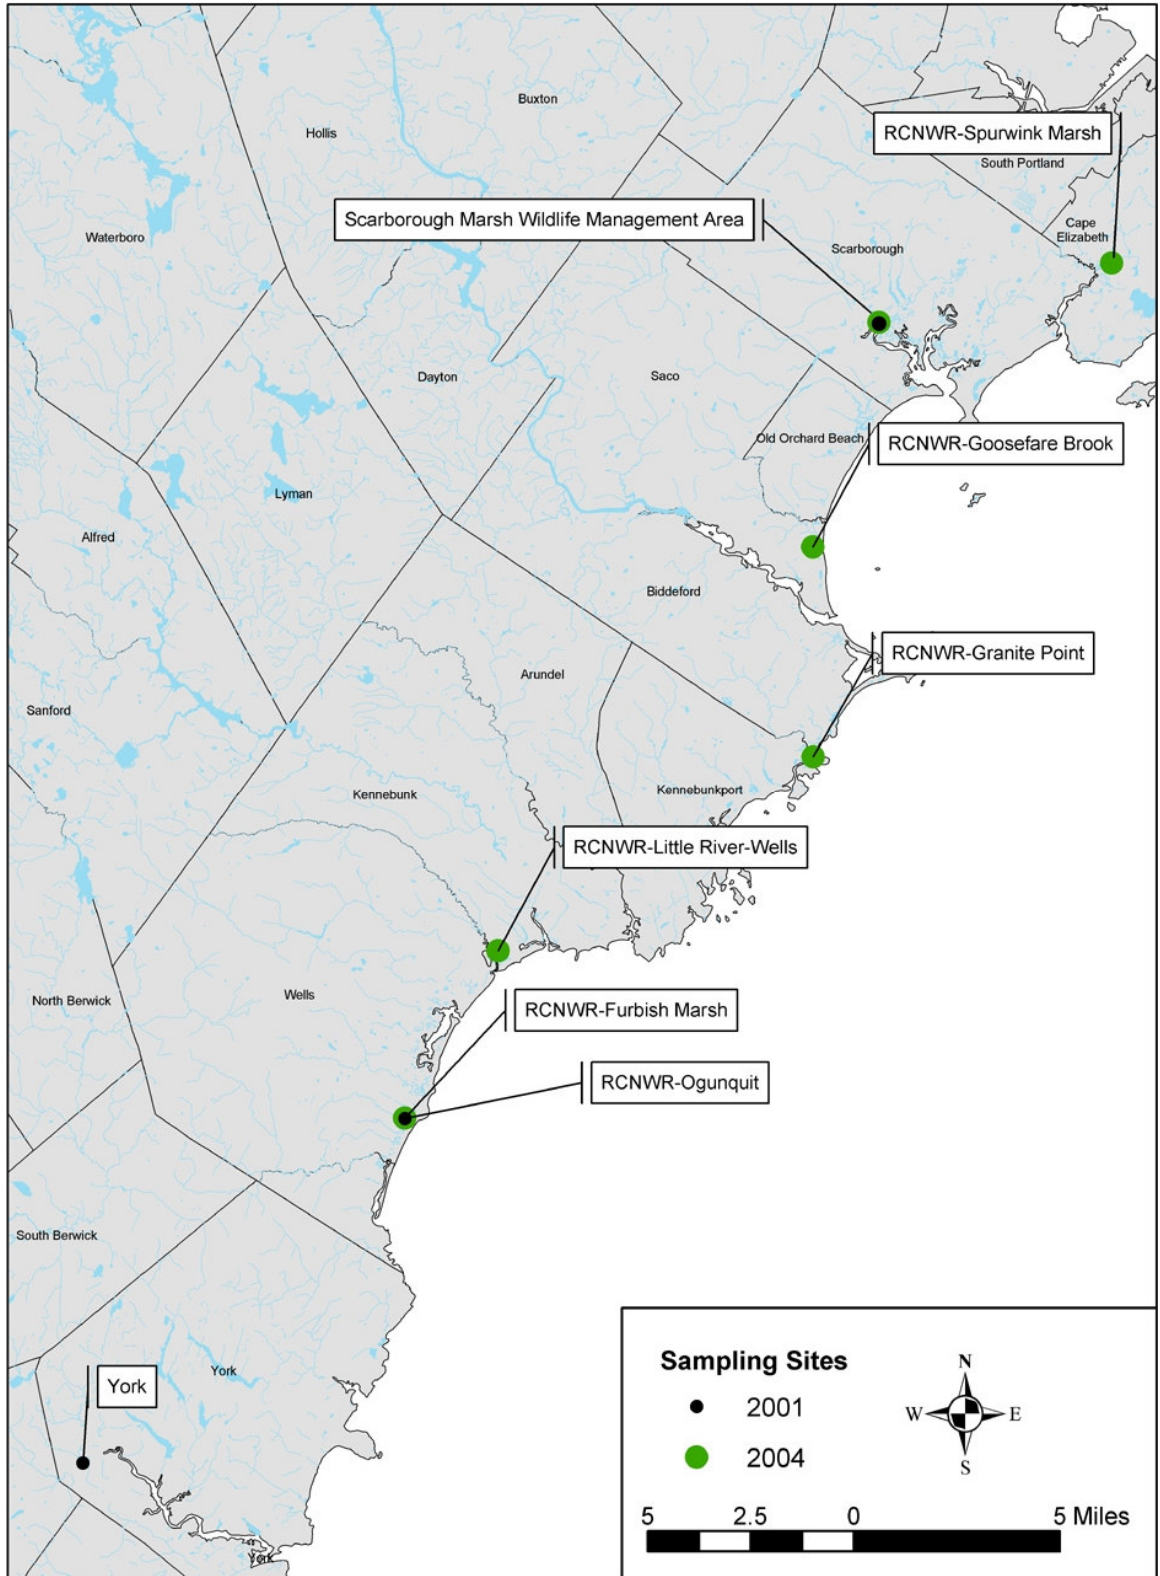 Buxton
Hollis
RCNWR-Spurwink Marsh
South Portland
Scarborough Marsh Wildlife Management Area
Cape
Elizabeth
Waterboro
Scarborough
Dayton
Saco
Old Orchard Beach
RCNWR-Goosefare Brook
Lyman
Alfred
Biddeford
RCNWR-Granite Point
Arundel
Sanford
Kennebunk
Kennebunkport
RCNWR-Little River-Wells
Wells
North Berwick
RCNWR-Furbish Marsh
RCNWR-Ogunquit
South Berwick
York
York
York
Sampling Sites
2001
2004
N
W E
S
5 2.5 0 5 Miles